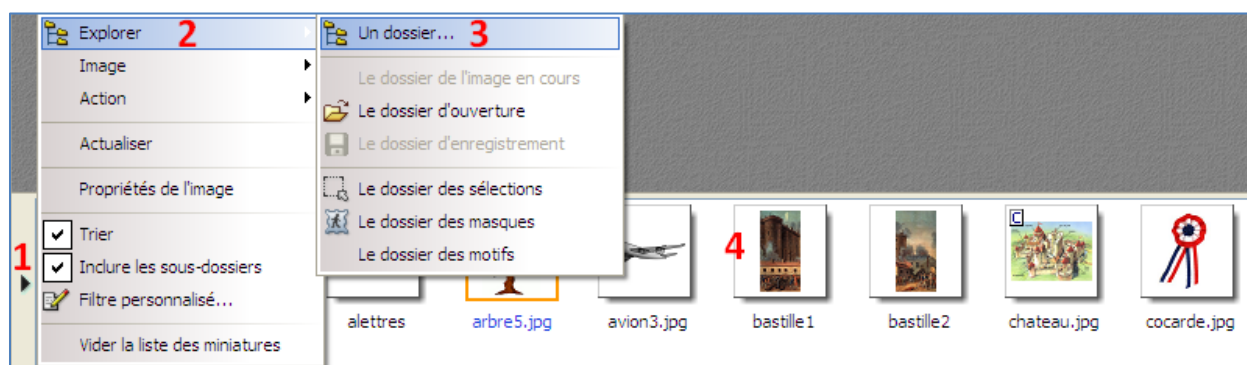 Explorer 2
Image
Action
Actualiser
Propriétés de l'image
Trier
1
Inclure les sous-dossiers
Filtre personnalisé...
Vider la liste des miniatures
Un dossier... 3
Le dossier de l'image en cours
Le dossier d'ouverture
Le dossier d'enregistrement
Le dossier des sélections
Le dossier des masques
Le dossier des motifs
4
C
alettres arbre5.jpg avion3.jpg bastille1 bastille2 chateau.jpg cocarde.jpg